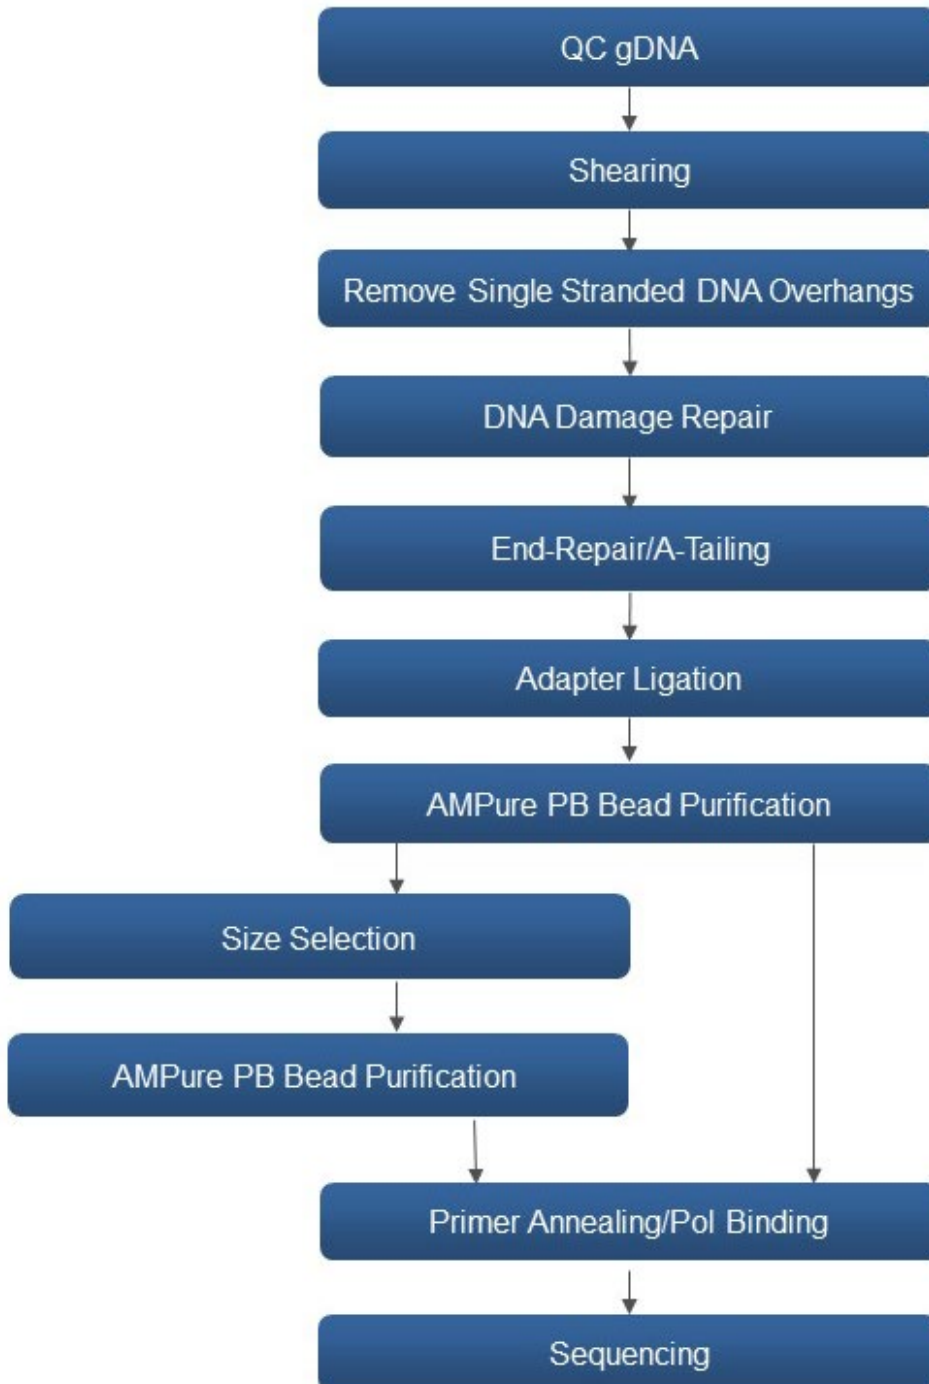 QC gDNA
Shearing
Remove Single Stranded DNA Overhangs
DNA Damage Repair
End-Repair/A-Tailing
Adapter Ligation
AMPure PB Bead Purification
Size Selection
AMPure PB Bead Purification
Primer Annealing/Pol Binding
Sequencing